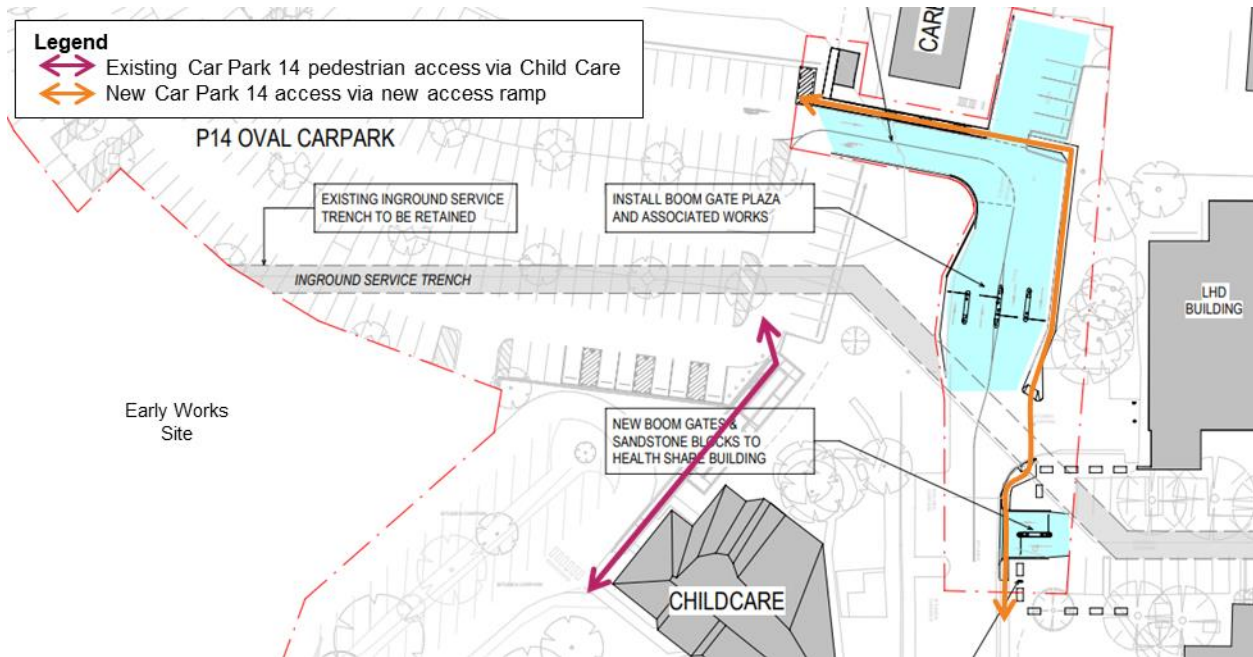 Legend
Existing Car Park 14 pedestrian access via Child Care
New Car Park 14 access via new access ramp
P14 OVAL CARPARK
EXISTING INGROUND SERVICE
TRENCH TO BE RETAINED
INSTALL BOOM GATE PLAZA
AND ASSOCIATED WORKS
INGROUND SERVICE TRENCH
LHD
BUILDING
Early Works
Site
NEW BOOM GATES &
SANDSTONE BLOCKS TO
HEALTH SHARE BUILDING
CHILDCARE